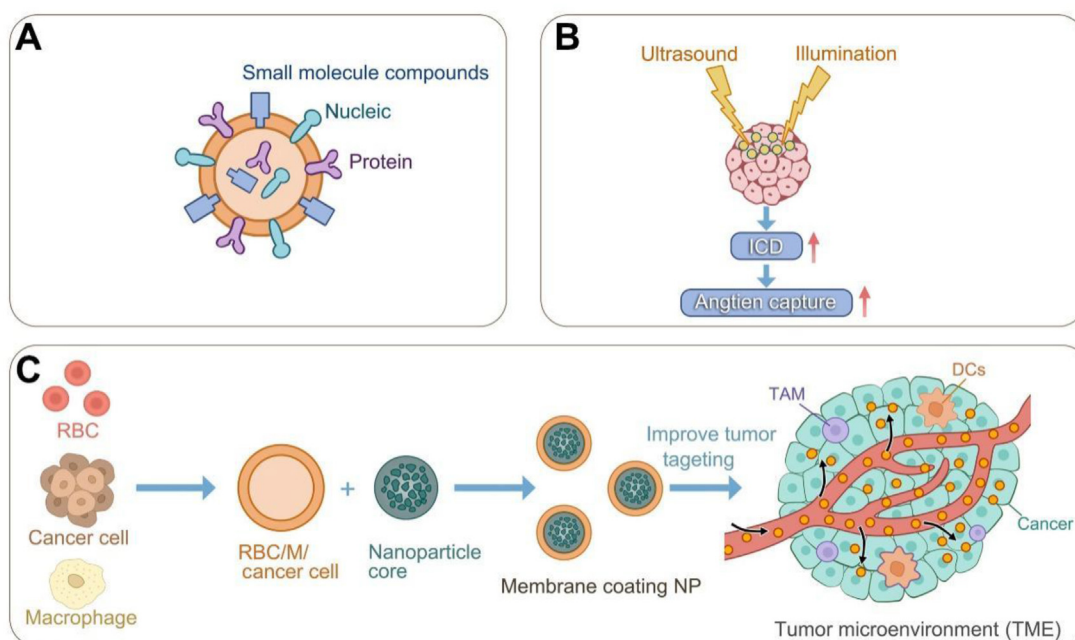 A
Small molecule compounds
Nucleic
Protein
B
Ultrasound
Illumination
ICD
Angtien capture
C
RBC
Cancer cell
Macrophage
+
RBC/M/
cancer cell
Nanoparticle
core
Membrane coating NP
Improve tumor
tageting
TAM
DCs
Cancer
Tumor microenvironment (TME)